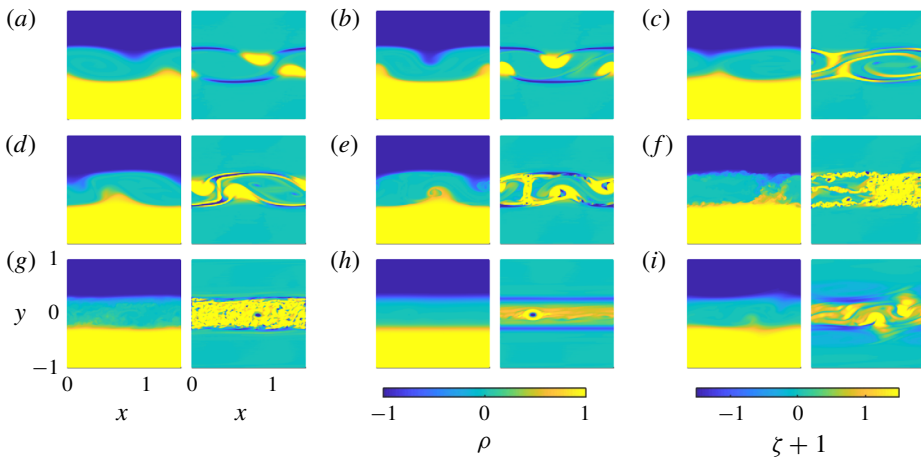 (a) (b) (c)
(d) (e) (f)
(g) (h) (i)
1
y 0
−1
0 1 0 1
x x
−1 0 1
ρ
−1 0 1
ζ + 1